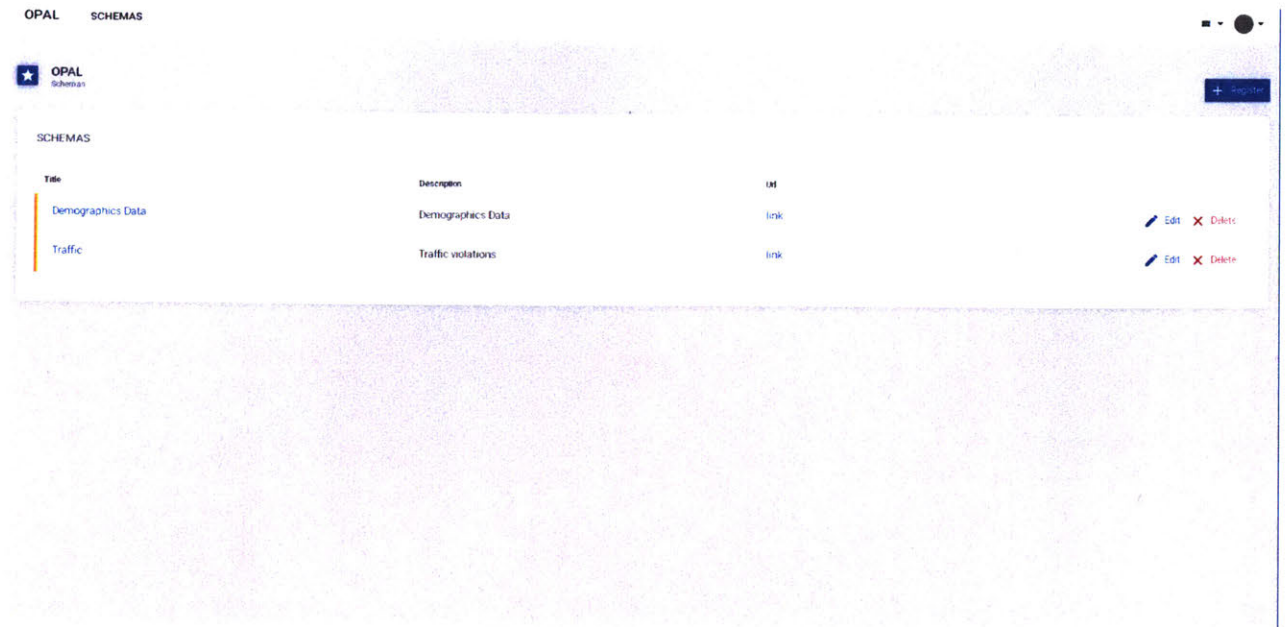 OPAL SCHEMAS
OPAL
Schemas
+ Register
SCHEMAS
Title Description Url
Demographics Data Demographics Data link Edit Delete
Traffic Traffic violations link Edit Delete